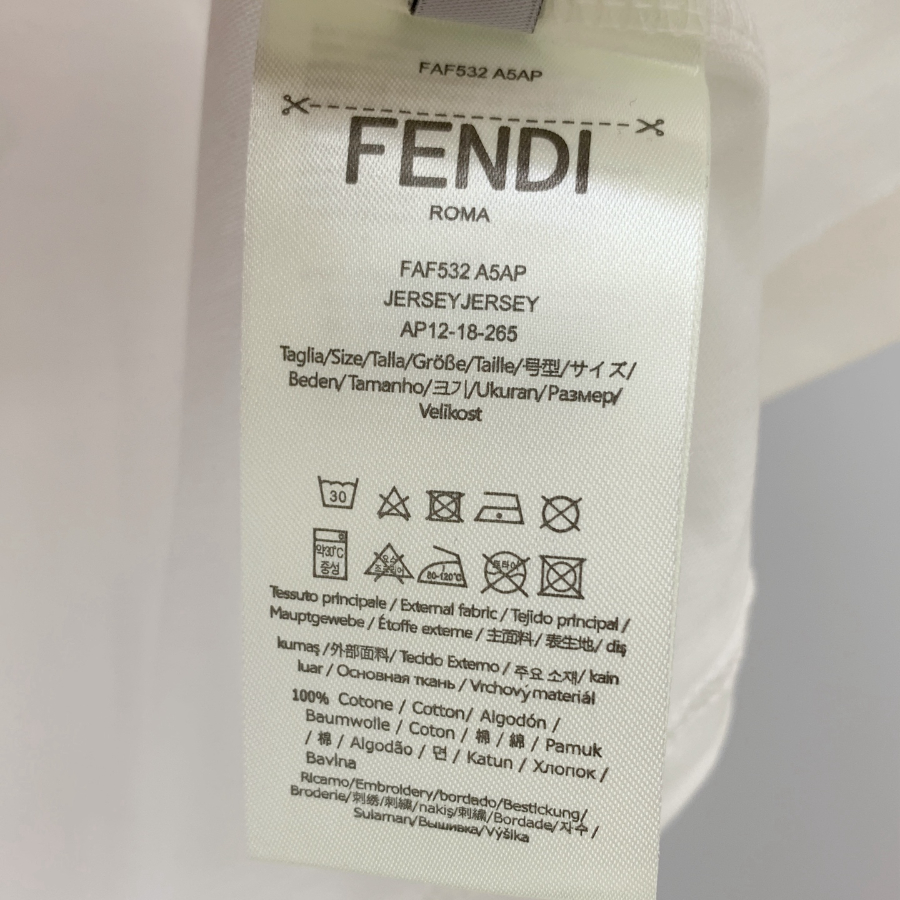 FAF532 A5AP
FENDI
ROMA
FAF532 A5AP
JERSEYJERSEY
AP12-18-265
Taglia/Size/Talla/Größe/Taille/号型/サイズ/
Beden/Tamanho/크기/Ukuran/Размер/
Velikost
30
약30℃
중성
80-120℃
Tessuto principale / External fabric / Tejido principal /
Hauptgewebe / Étoffe externe / 主面料 / 表生地 / diş
kumaş /外部面料/ Tecido Externo / 주요 소재/ kain
luar / Основная ткань / Vrchový materiál
100% Cotone / Cotton/ Algodón /
Baumwolle / Coton / 棉 / 綿 / Pamuk
/ 棉 / Algodão / 면 / Katun / Хлопок /
Bavlna
Ricamo/Embroidery/bordado/Bestickung/
Broderie/刺绣/刺繍/nakiş/刺繡/Bordade/자수/
Sulaman/Вышивка/Výšika